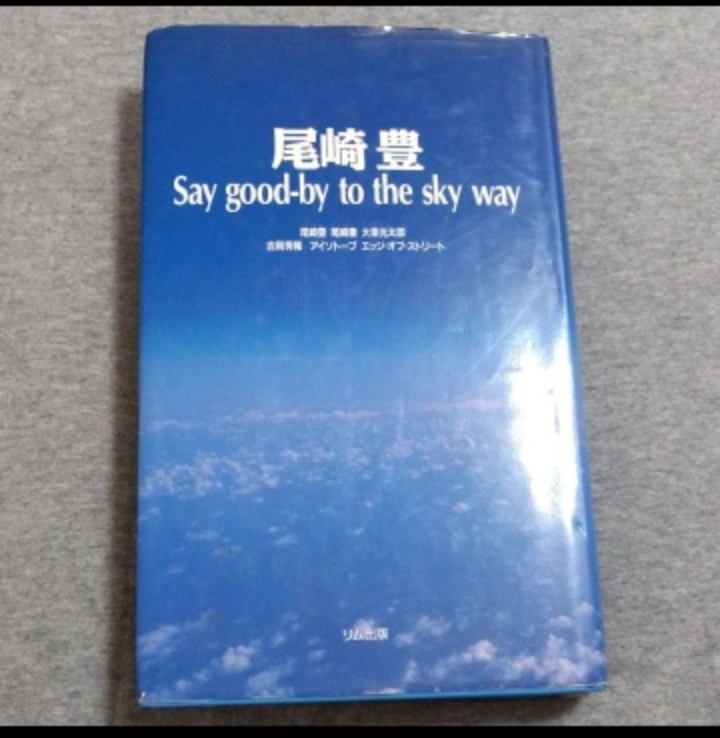 尾崎 豊
Say good-by to the sky way
尾崎豊 尾崎康 大楽光太郎
吉岡秀隆 アイソトープ エッジ・オブ・ストリート
リム出版